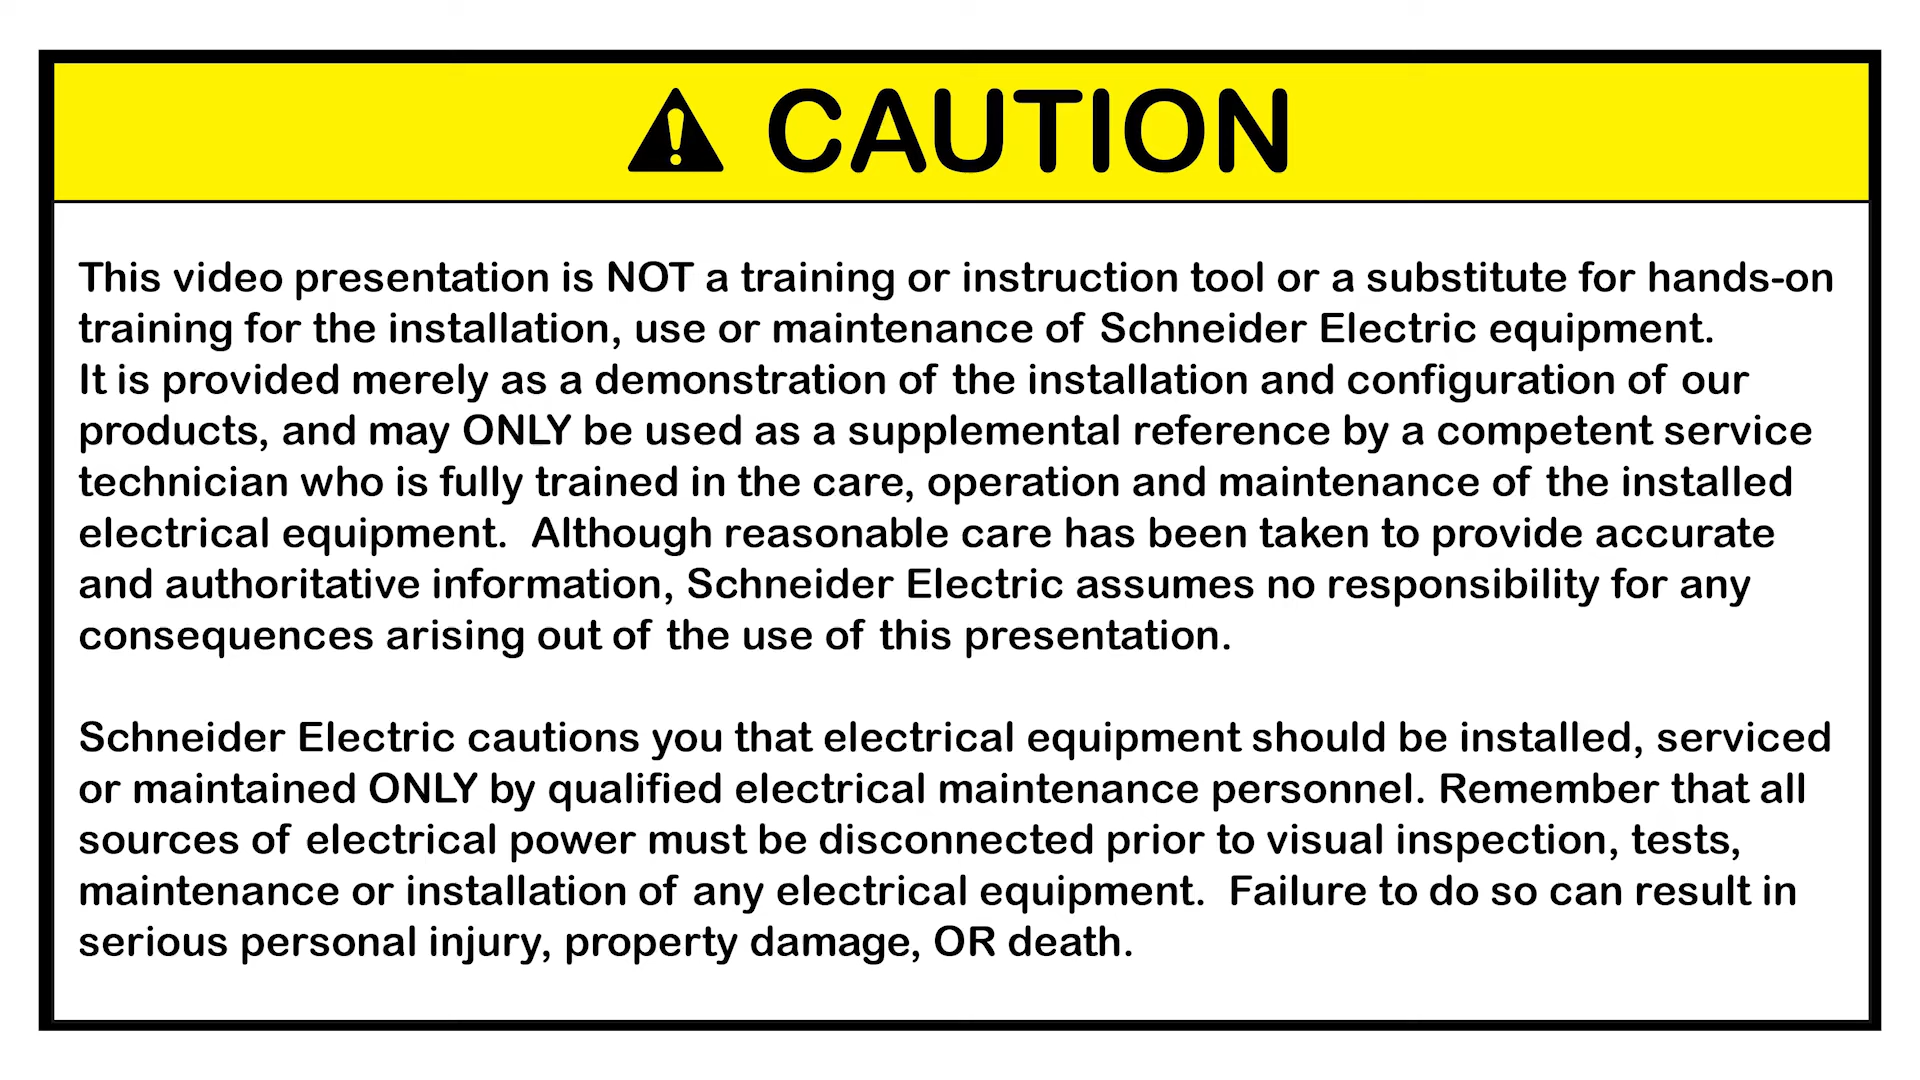 CAUTION
This video presentation is NOT a training or instruction tool or a substitute for hands-on
training for the installation, use or maintenance of Schneider Electric equipment.
It is provided merely as a demonstration of the installation and configuration of our
products, and may ONLY be used as a supplemental reference by a competent service
technician who is fully trained in the care, operation and maintenance of the installed
electrical equipment.  Although reasonable care has been taken to provide accurate
and authoritative information, Schneider Electric assumes no responsibility for any
consequences arising out of the use of this presentation.
Schneider Electric cautions you that electrical equipment should be installed, serviced
or maintained ONLY by qualified electrical maintenance personnel. Remember that all
sources of electrical power must be disconnected prior to visual inspection, tests,
maintenance or installation of any electrical equipment.  Failure to do so can result in
serious personal injury, property damage, OR death.